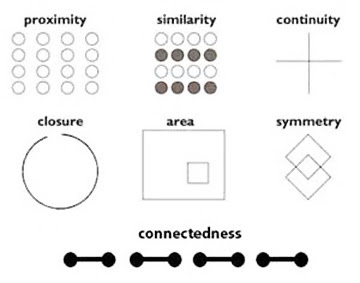 proximity similarity continuity
closure area symmetry
connectedness